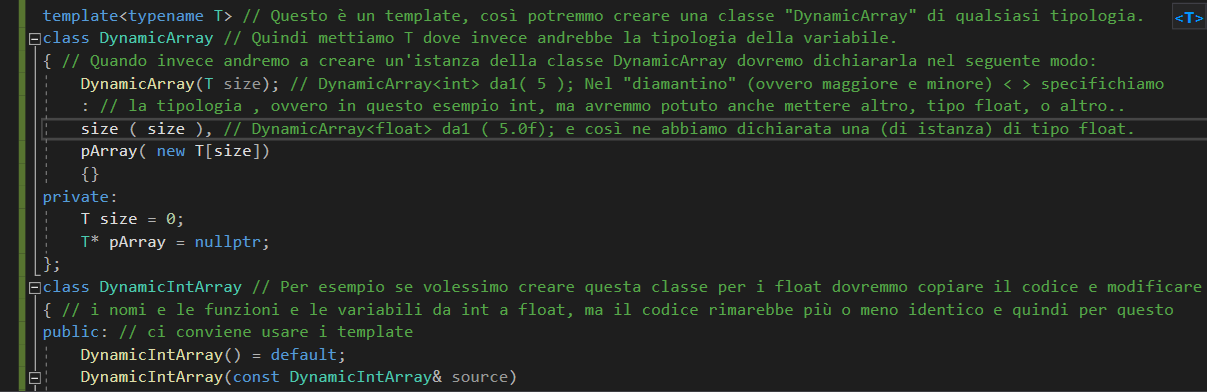 template<typename T> // Questo è un template, così potremmo creare una classe "DynamicArray" di qualsiasi tipologia.
<T>
class DynamicArray // Quindi mettiamo T dove invece andrebbe la tipologia della variabile.
{ // Quando invece andremo a creare un'istanza della classe DynamicArray dovremo dichiararla nel seguente modo:
DynamicArray(T size); // DynamicArray<int> da1( 5 ); Nel "diamantino" (ovvero maggiore e minore) < > specifichiamo
: // la tipologia , ovvero in questo esempio int, ma avremmo potuto anche mettere altro, tipo float, o altro..
size ( size ), // DynamicArray<float> da1 ( 5.0f); e così ne abbiamo dichiarata una (di istanza) di tipo float.
pArray( new T[size])
{}
private:
T size = 0;
T* pArray = nullptr;
};
class DynamicIntArray // Per esempio se volessimo creare questa classe per i float dovremmo copiare il codice e modificare
{ // i nomi e le funzioni e le variabili da int a float, ma il codice rimarebbe più o meno identico e quindi per questo
public: // ci conviene usare i template
DynamicIntArray() = default;
DynamicIntArray(const DynamicIntArray& source)